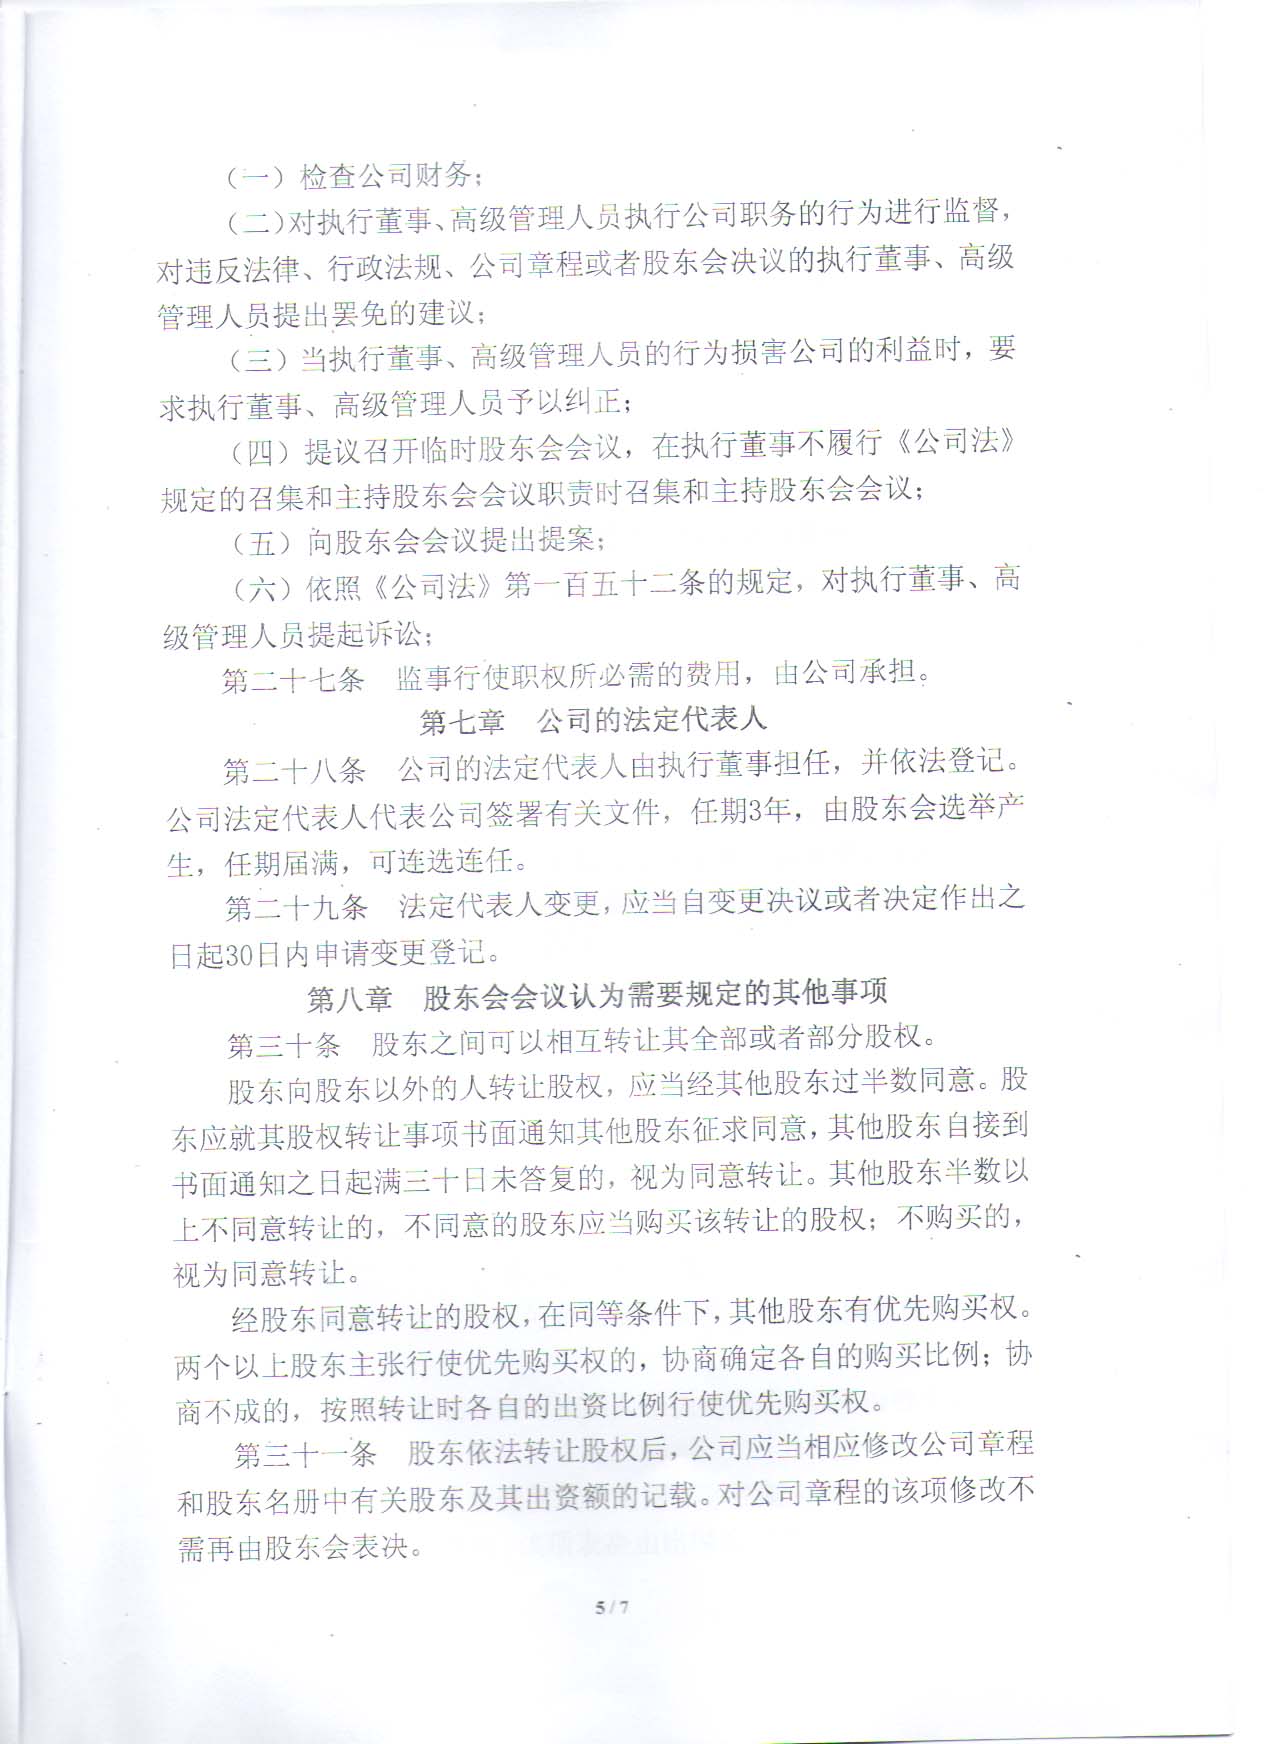 （一）检查公司财务；
（二）对执行董事、高级管理人员执行公司职务的行为进行监督，
对违反法律、行政法规、公司章程或者股东会决议的执行董事、高级
管理人员提出罢免的建议；
（三）当执行董事、高级管理人员的行为损害公司的利益时，要
求执行董事、高级管理人员予以纠正；
（四）提议召开临时股东会会议，在执行董事不履行《公司法》
规定的召集和主持股东会会议职责时召集和主持股东会会议；
（五）向股东会会议提出提案；
（六）依照《公司法》第一百五十二条的规定，对执行董事、高
级管理人员提起诉讼；
第二十七条　监事行使职权所必需的费用，由公司承担。
第七章　公司的法定代表人
第二十八条　公司的法定代表人由执行董事担任，并依法登记。
公司法定代表人代表公司签署有关文件，任期3年，由股东会选举产
生，任期届满，可连选连任。
第二十九条　法定代表人变更，应当自变更决议或者决定作出之
日起30日内申请变更登记。
第八章　股东会会议认为需要规定的其他事项
第三十条　股东之间可以相互转让其全部或者部分股权。
股东向股东以外的人转让股权，应当经其他股东过半数同意。股
东应就其股权转让事项书面通知其他股东征求同意，其他股东自接到
书面通知之日起满三十日未答复的，视为同意转让。其他股东半数以
上不同意转让的，不同意的股东应当购买该转让的股权；不购买的，
视为同意转让。
经股东同意转让的股权，在同等条件下，其他股东有优先购买权。
两个以上股东主张行使优先购买权的，协商确定各自的购买比例；协
商不成的，按照转让时各自的出资比例行使优先购买权。
第三十一条　股东依法转让股权后，公司应当相应修改公司章程
和股东名册中有关股东及其出资额的记载。对公司章程的该项修改不
需再由股东会表决。
5 / 7